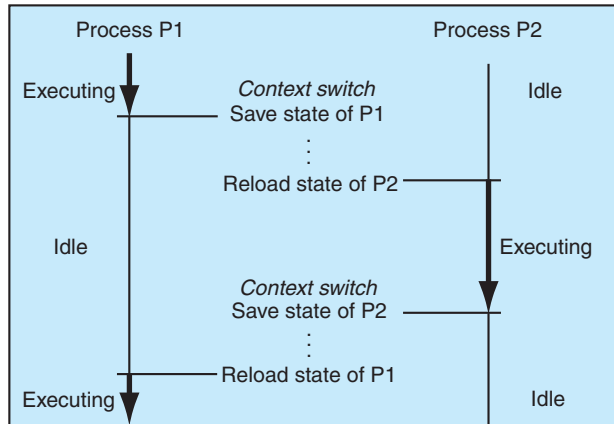 Process P1
Process P2
Executing
Context switch
Save state of P1
Idle
Reload state of P2
Idle
Executing
Context switch
Save state of P2
Reload state of P1
Executing
Idle